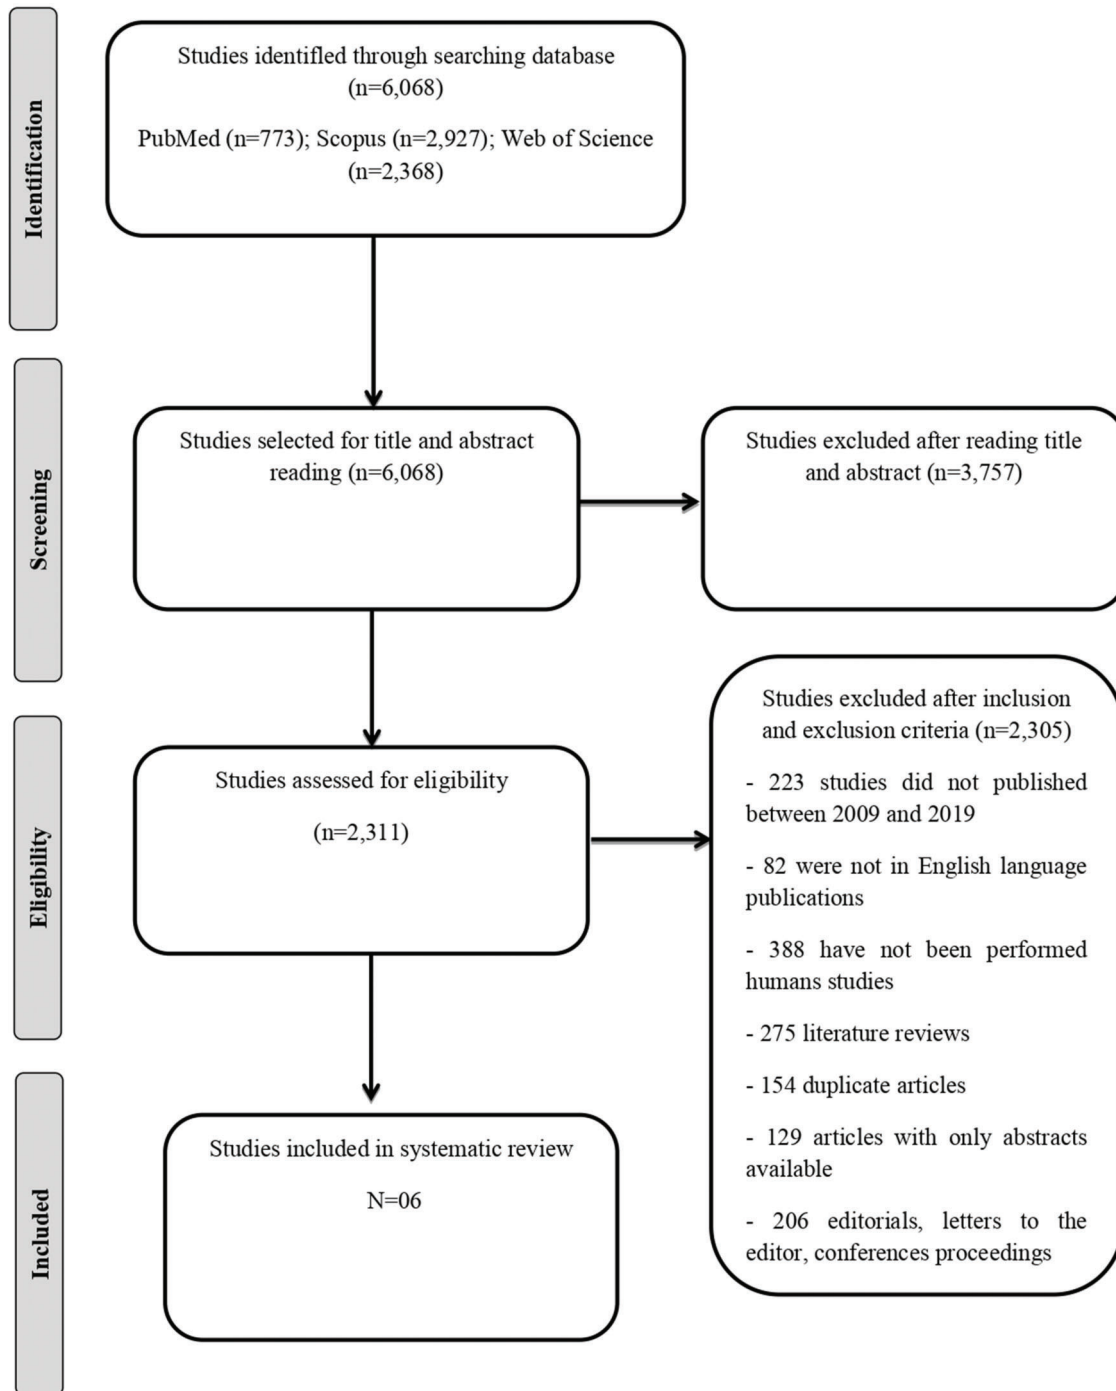 Identification
Studies identifled through searching database
(n=6,068)
PubMed (n=773); Scopus (n=2,927); Web of Science
(n=2,368)
Screening
Studies selected for title and abstract
reading (n=6,068)
Studies excluded after reading title
and abstract (n=3,757)
Eligibility
Studies assessed for eligibility
(n=2,311)
Studies excluded after inclusion
and exclusion criteria (n=2,305)
- 223 studies did not published
between 2009 and 2019
- 82 were not in English language
publications
- 388 have not been performed
humans studies
- 275 literature reviews
- 154 duplicate articles
- 129 articles with only abstracts
available
- 206 editorials, letters to the
editor, conferences proceedings
Included
Studies included in systematic review
N=06